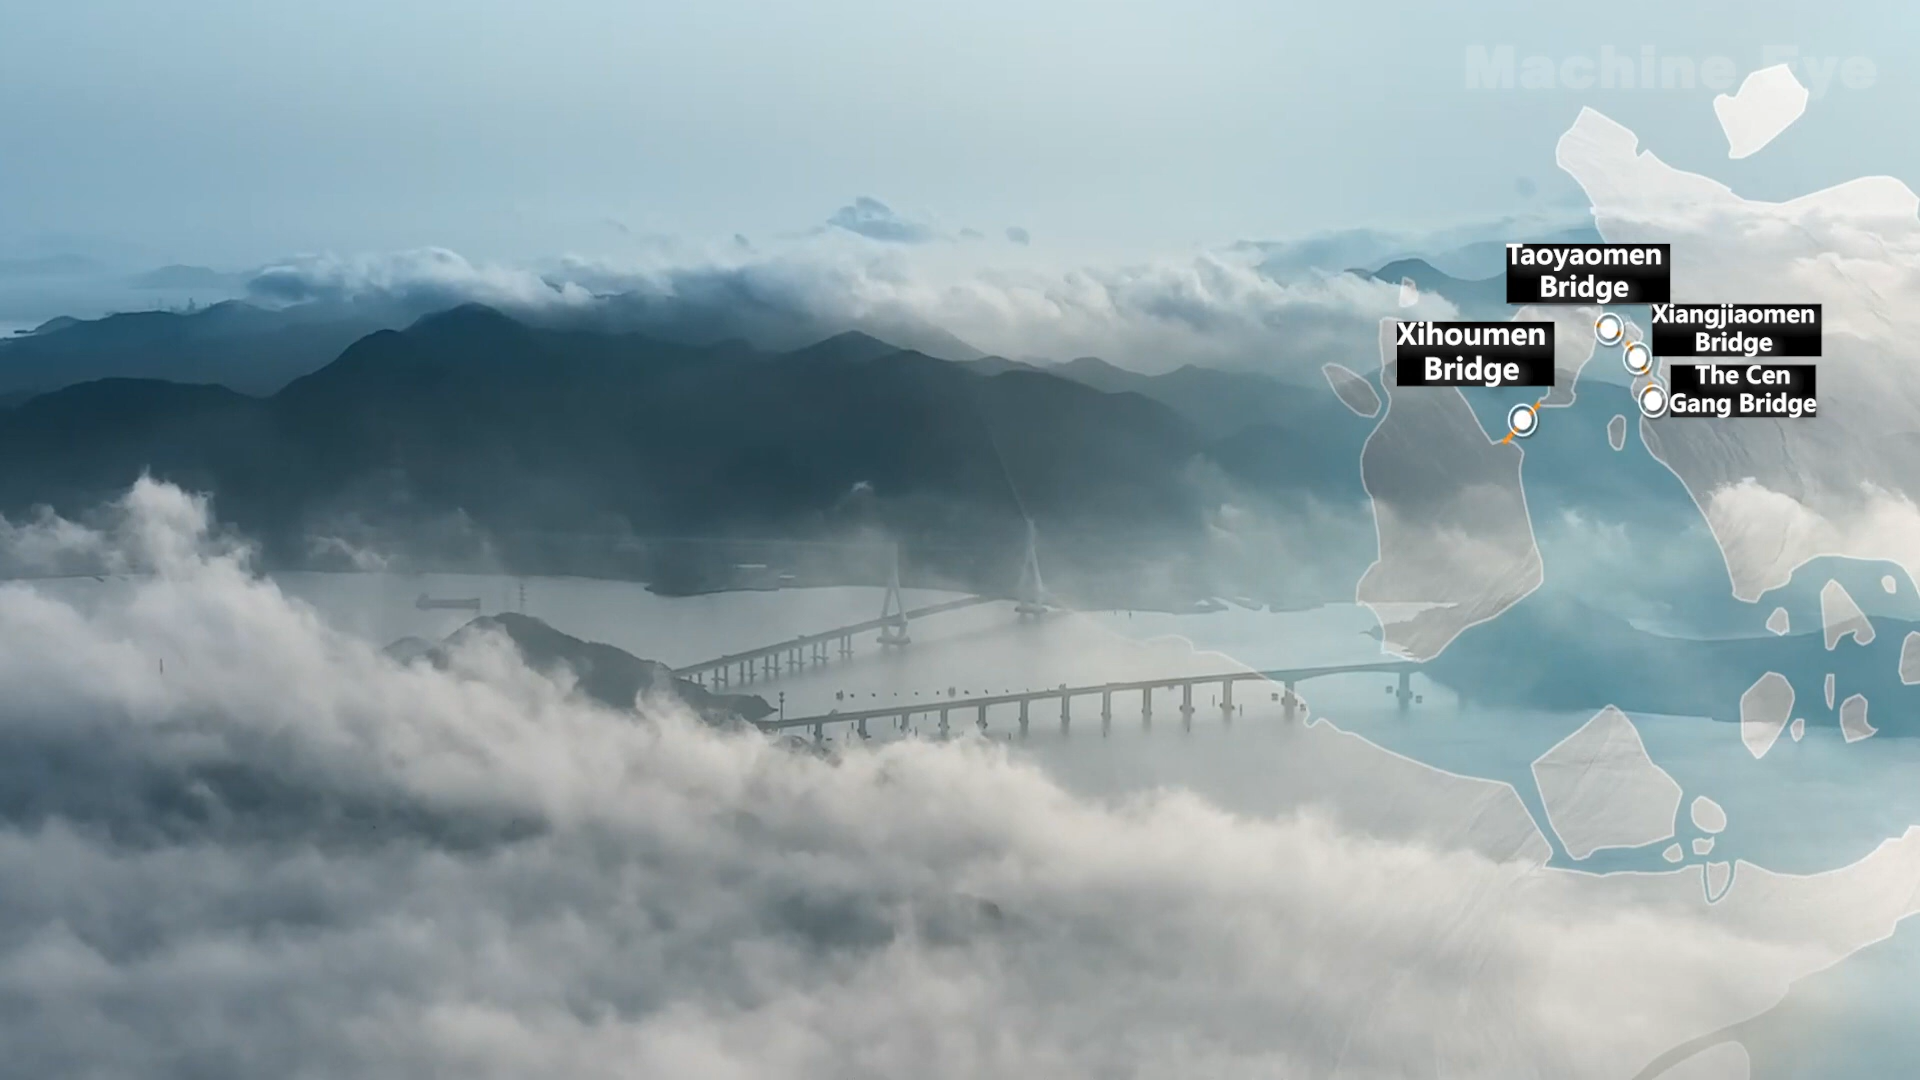 Machine Eye
Taoyaomen
Bridge
Xiangjiaomen
Bridge
Xihoumen
Bridge
The Cen
Gang Bridge